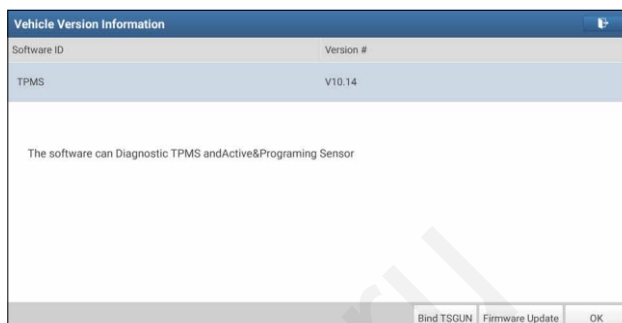 Vehicle Version Information
Software ID Version #
TPMS V10.14
The software can Diagnostic TPMS andActive&Programing Sensor
Bind TSGUN Firmware Update OK